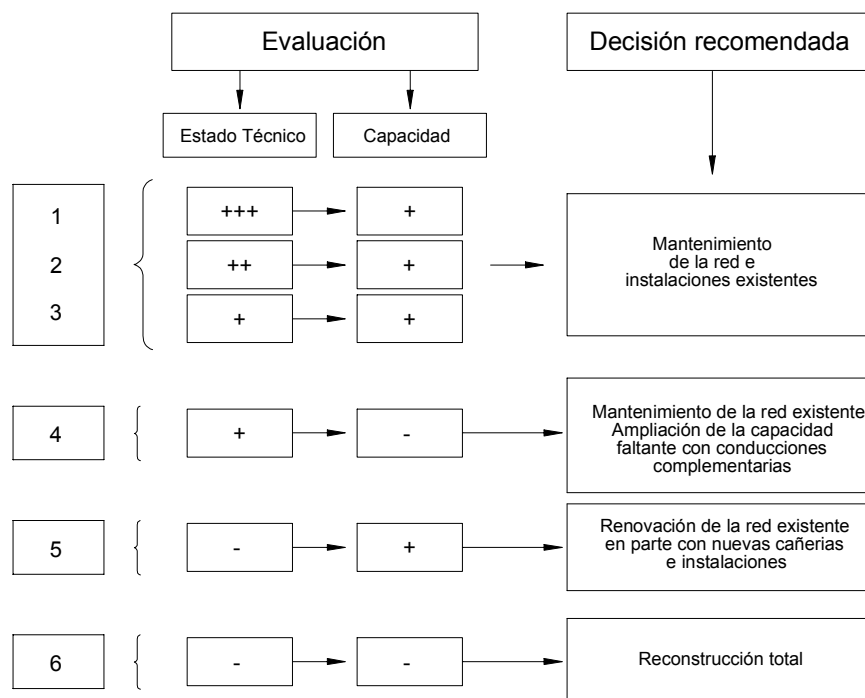 Evaluación
Decisión recomendada
Estado Técnico
Capacidad
1
+++
+
2
++
+
3
+
+
Mantenimiento
de la red e
instalaciones existentes
4
+
-
Mantenimiento de la red existente
Ampliación de la capacidad
faltante con conducciones
complementarias
5
-
+
Renovación de la red existente
en parte con nuevas cañerias
e instalaciones
6
-
-
Reconstrucción total